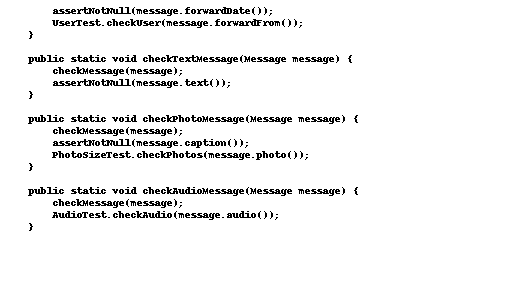 assertNotNull(message.forwardDate());
        UserTest.checkUser(message.forwardFrom());
    }

    public static void checkTextMessage(Message message) {
        checkMessage(message);
        assertNotNull(message.text());
    }

    public static void checkPhotoMessage(Message message) {
        checkMessage(message);
        assertNotNull(message.caption());
        PhotoSizeTest.checkPhotos(message.photo());
    }

    public static void checkAudioMessage(Message message) {
        checkMessage(message);
        AudioTest.checkAudio(message.audio());
    }